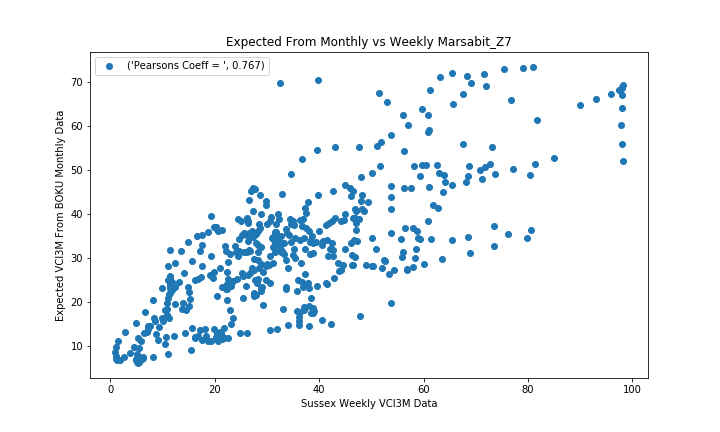 Expected From Monthly vs Weekly Marsabit_Z7
('Pearsons Coeff = ', 0.767)
Expected VCI3M From BOKU Monthly Data
70
60
50
40
30
20
10
0 20 40 60 80 100
Sussex Weekly VCI3M Data